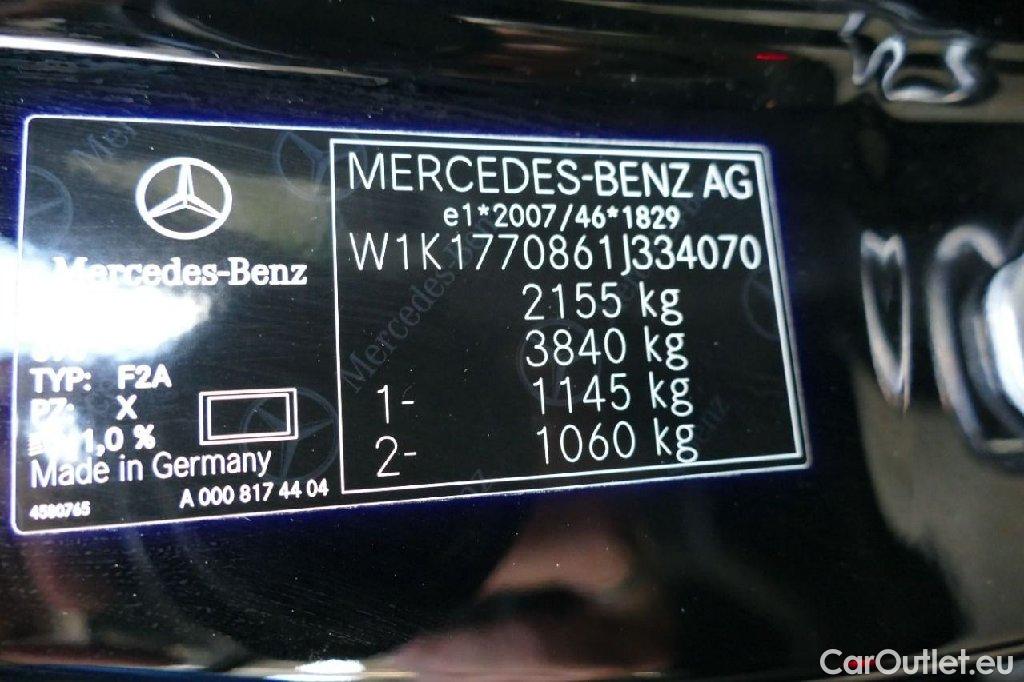 Mercedes-Benz
TYP: F2A
PZ: X
1,0 %
Made in Germany
A 000 817 44 04
4580765
MERCEDES-BENZ AG
e1*2007/46*1829
W1K1770861J334070
2155 kg
3840 kg
1- 1145 kg
2- 1060 kg
CarOutlet.eu